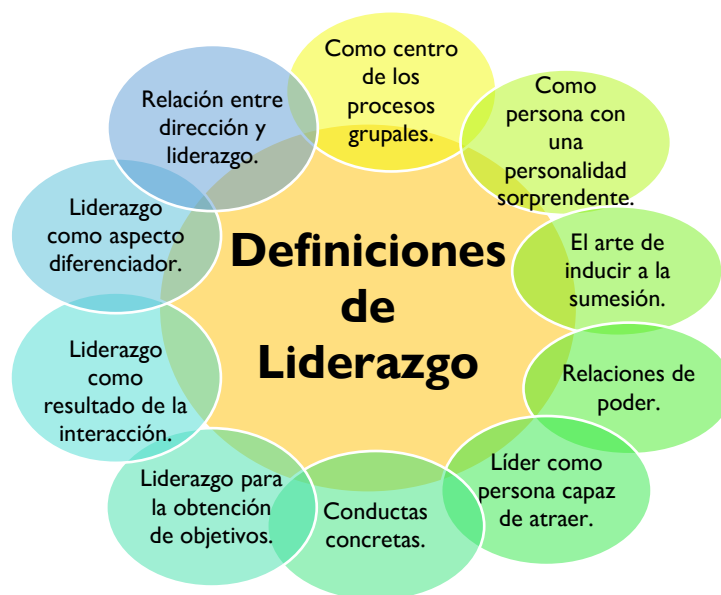 Definiciones
de
Liderazgo
Como centro
de los
procesos
grupales.
Como
persona con
una
personalidad
sorprendente.
El arte de
inducir a la
sumesión.
Relaciones de
poder.
Líder como
persona capaz
de atraer.
Conductas
concretas.
Liderazgo para
la obtención
de objetivos.
Liderazgo
como
resultado de la
interacción.
Liderazgo
como aspecto
diferenciador.
Relación entre
dirección y
liderazgo.